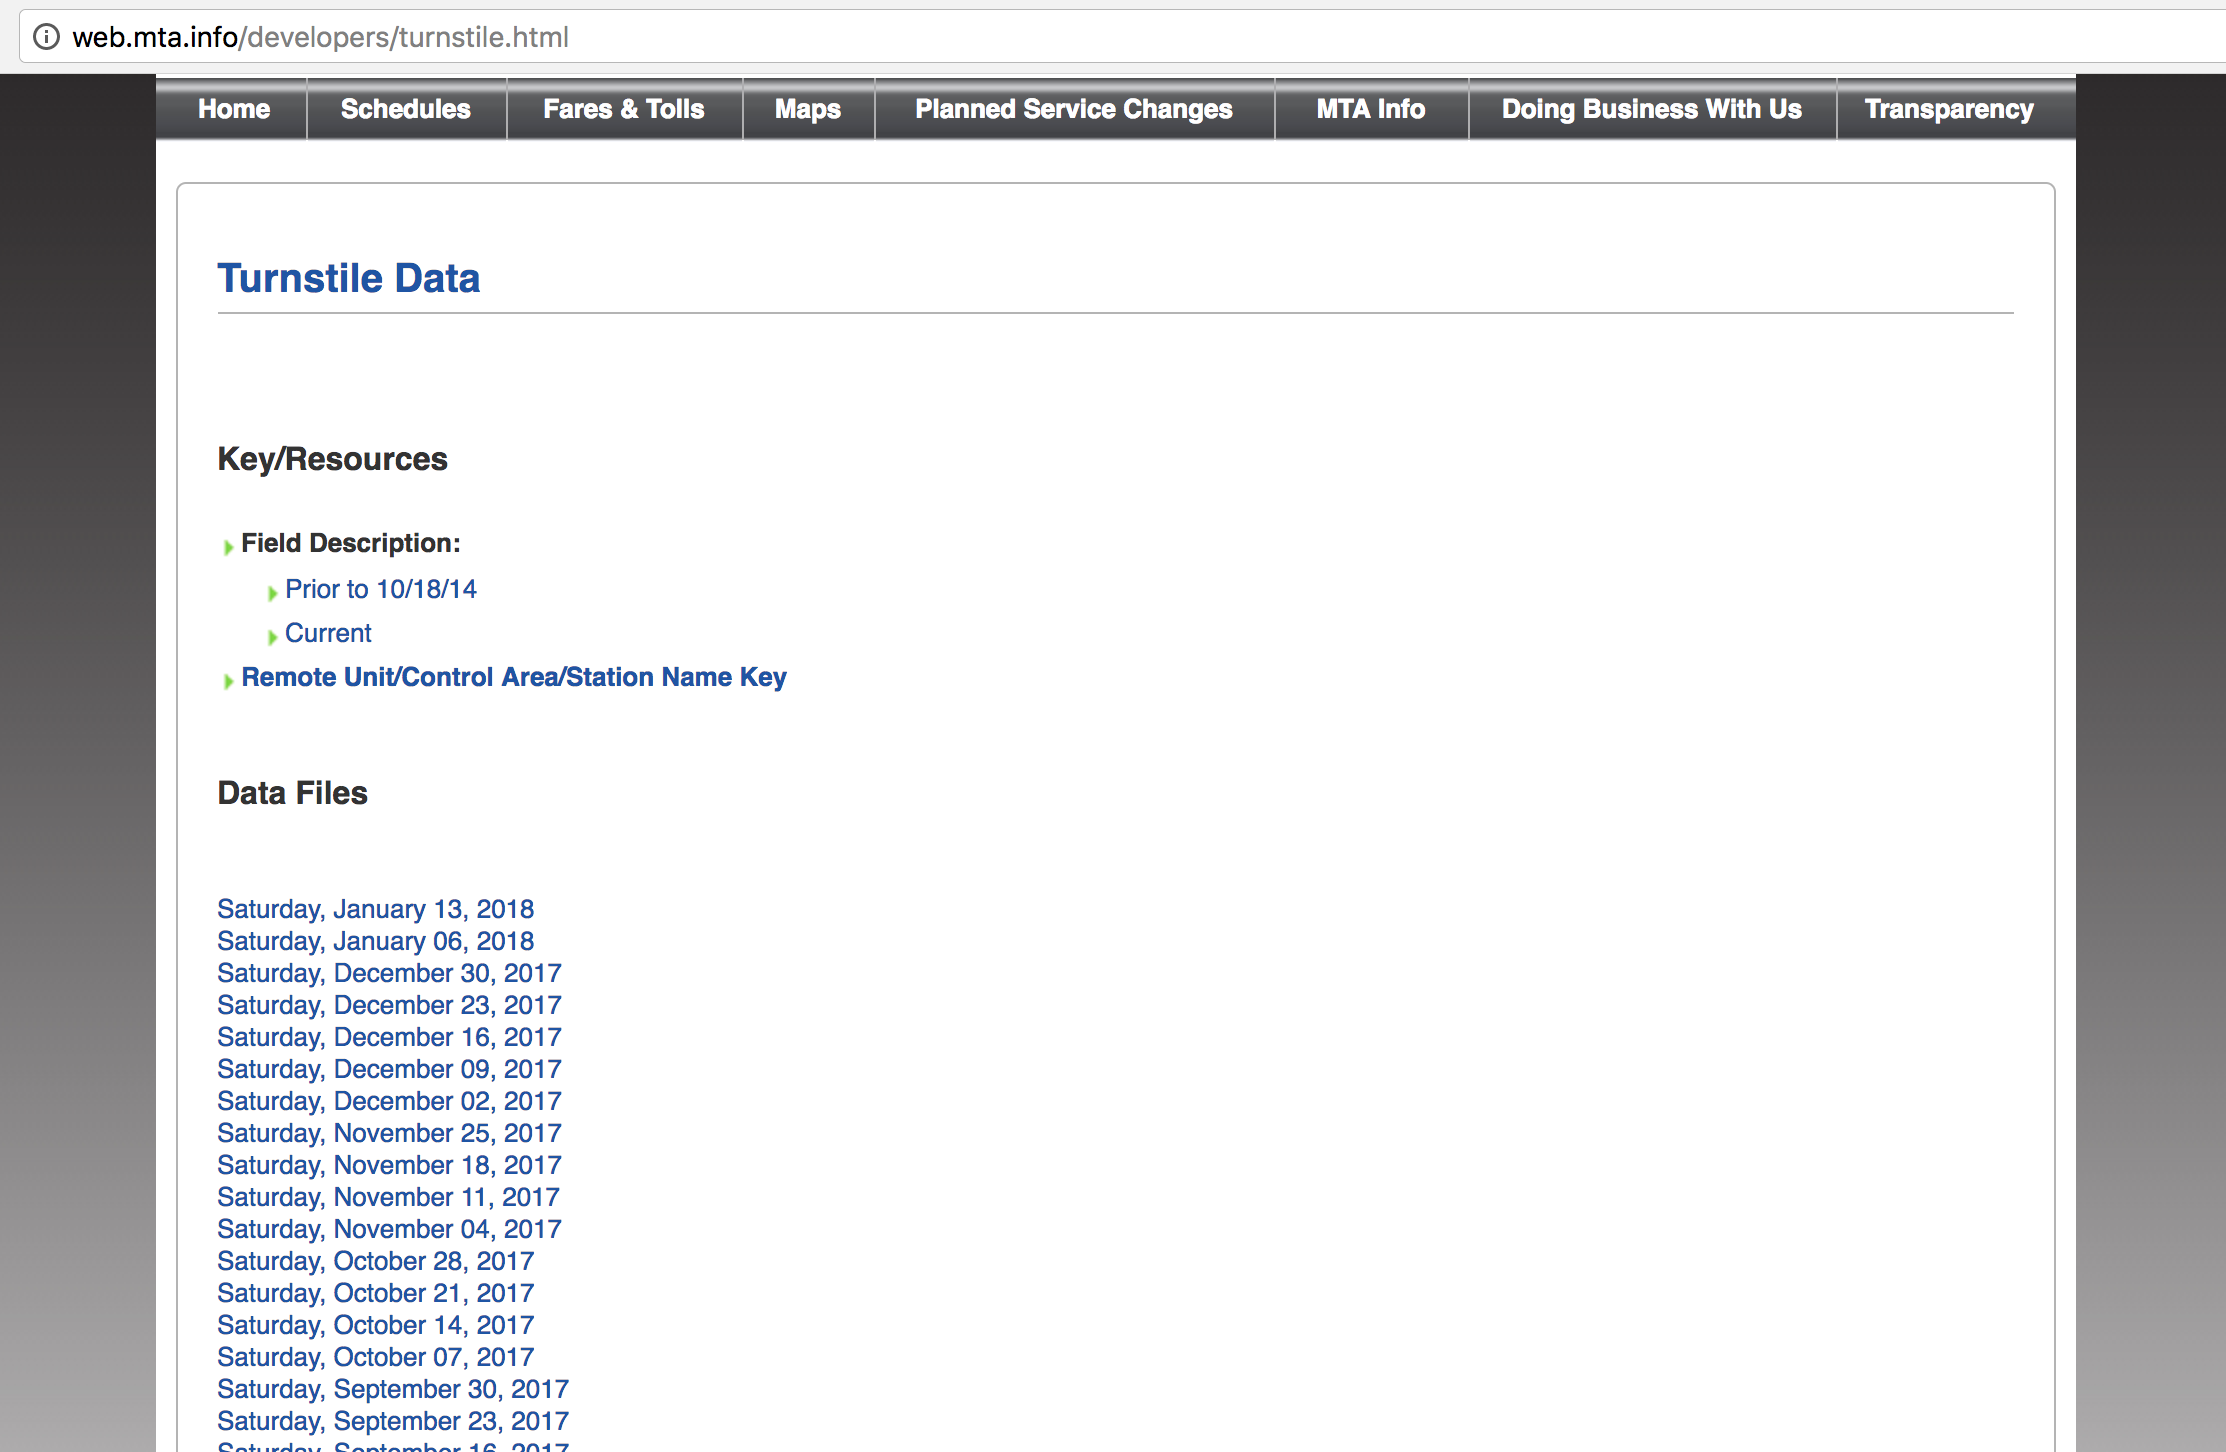 web.mta.info/developers/turnstile.html
Home Schedules Fares & Tolls Maps Planned Service Changes MTA Info Doing Business With Us Transparency
Turnstile Data
Key/Resources
Field Description:
Prior to 10/18/14
Current
Remote Unit/Control Area/Station Name Key
Data Files
Saturday, January 13, 2018
Saturday, January 06, 2018
Saturday, December 30, 2017
Saturday, December 23, 2017
Saturday, December 16, 2017
Saturday, December 09, 2017
Saturday, December 02, 2017
Saturday, November 25, 2017
Saturday, November 18, 2017
Saturday, November 11, 2017
Saturday, November 04, 2017
Saturday, October 28, 2017
Saturday, October 21, 2017
Saturday, October 14, 2017
Saturday, October 07, 2017
Saturday, September 30, 2017
Saturday, September 23, 2017
Saturday, September 16, 2017